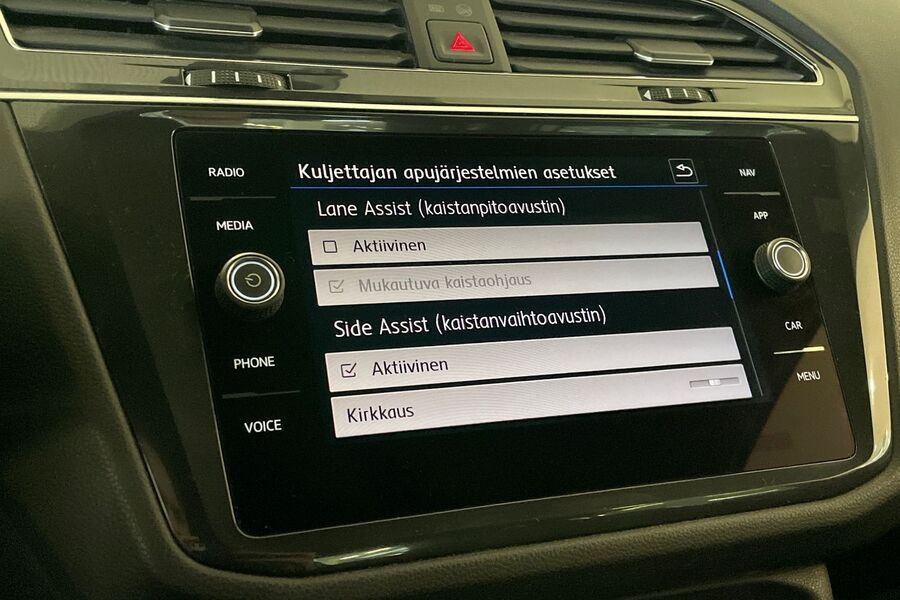 RADIO
MEDIA
PHONE
VOICE
Kuljettajan apujärjestelmien asetukset
Lane Assist (kaistanpitoavustin)
Aktiivinen
Mukautuva kaistaohjaus
Side Assist (kaistanvaihtoavustin)
Aktiivinen
Kirkkaus
NAV
APP
CAR
MENU